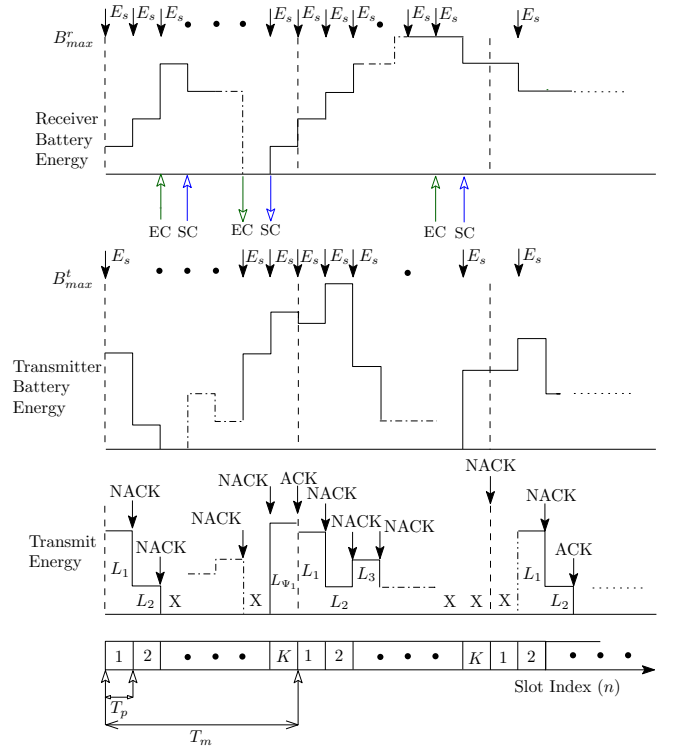 E_s E_s E_s E_s E_s E_s E_s E_s E_s
B^r_max
Receiver
Battery
Energy
EC SC EC SC EC SC
E_s E_s E_s E_s E_s E_s E_s E_s
B^t_max
Transmitter
Battery
Energy
NACK
NACK ACK
NACK NACK NACK
NACK NACK NACK
NACK ACK
Transmit
Energy
L_1 L_{Ψ_1} L_1 L_3 L_1
L_2 X X L_2 X X X L_2
1 2 K 1 2 K 1 2
Slot Index (n)
T_p
T_m